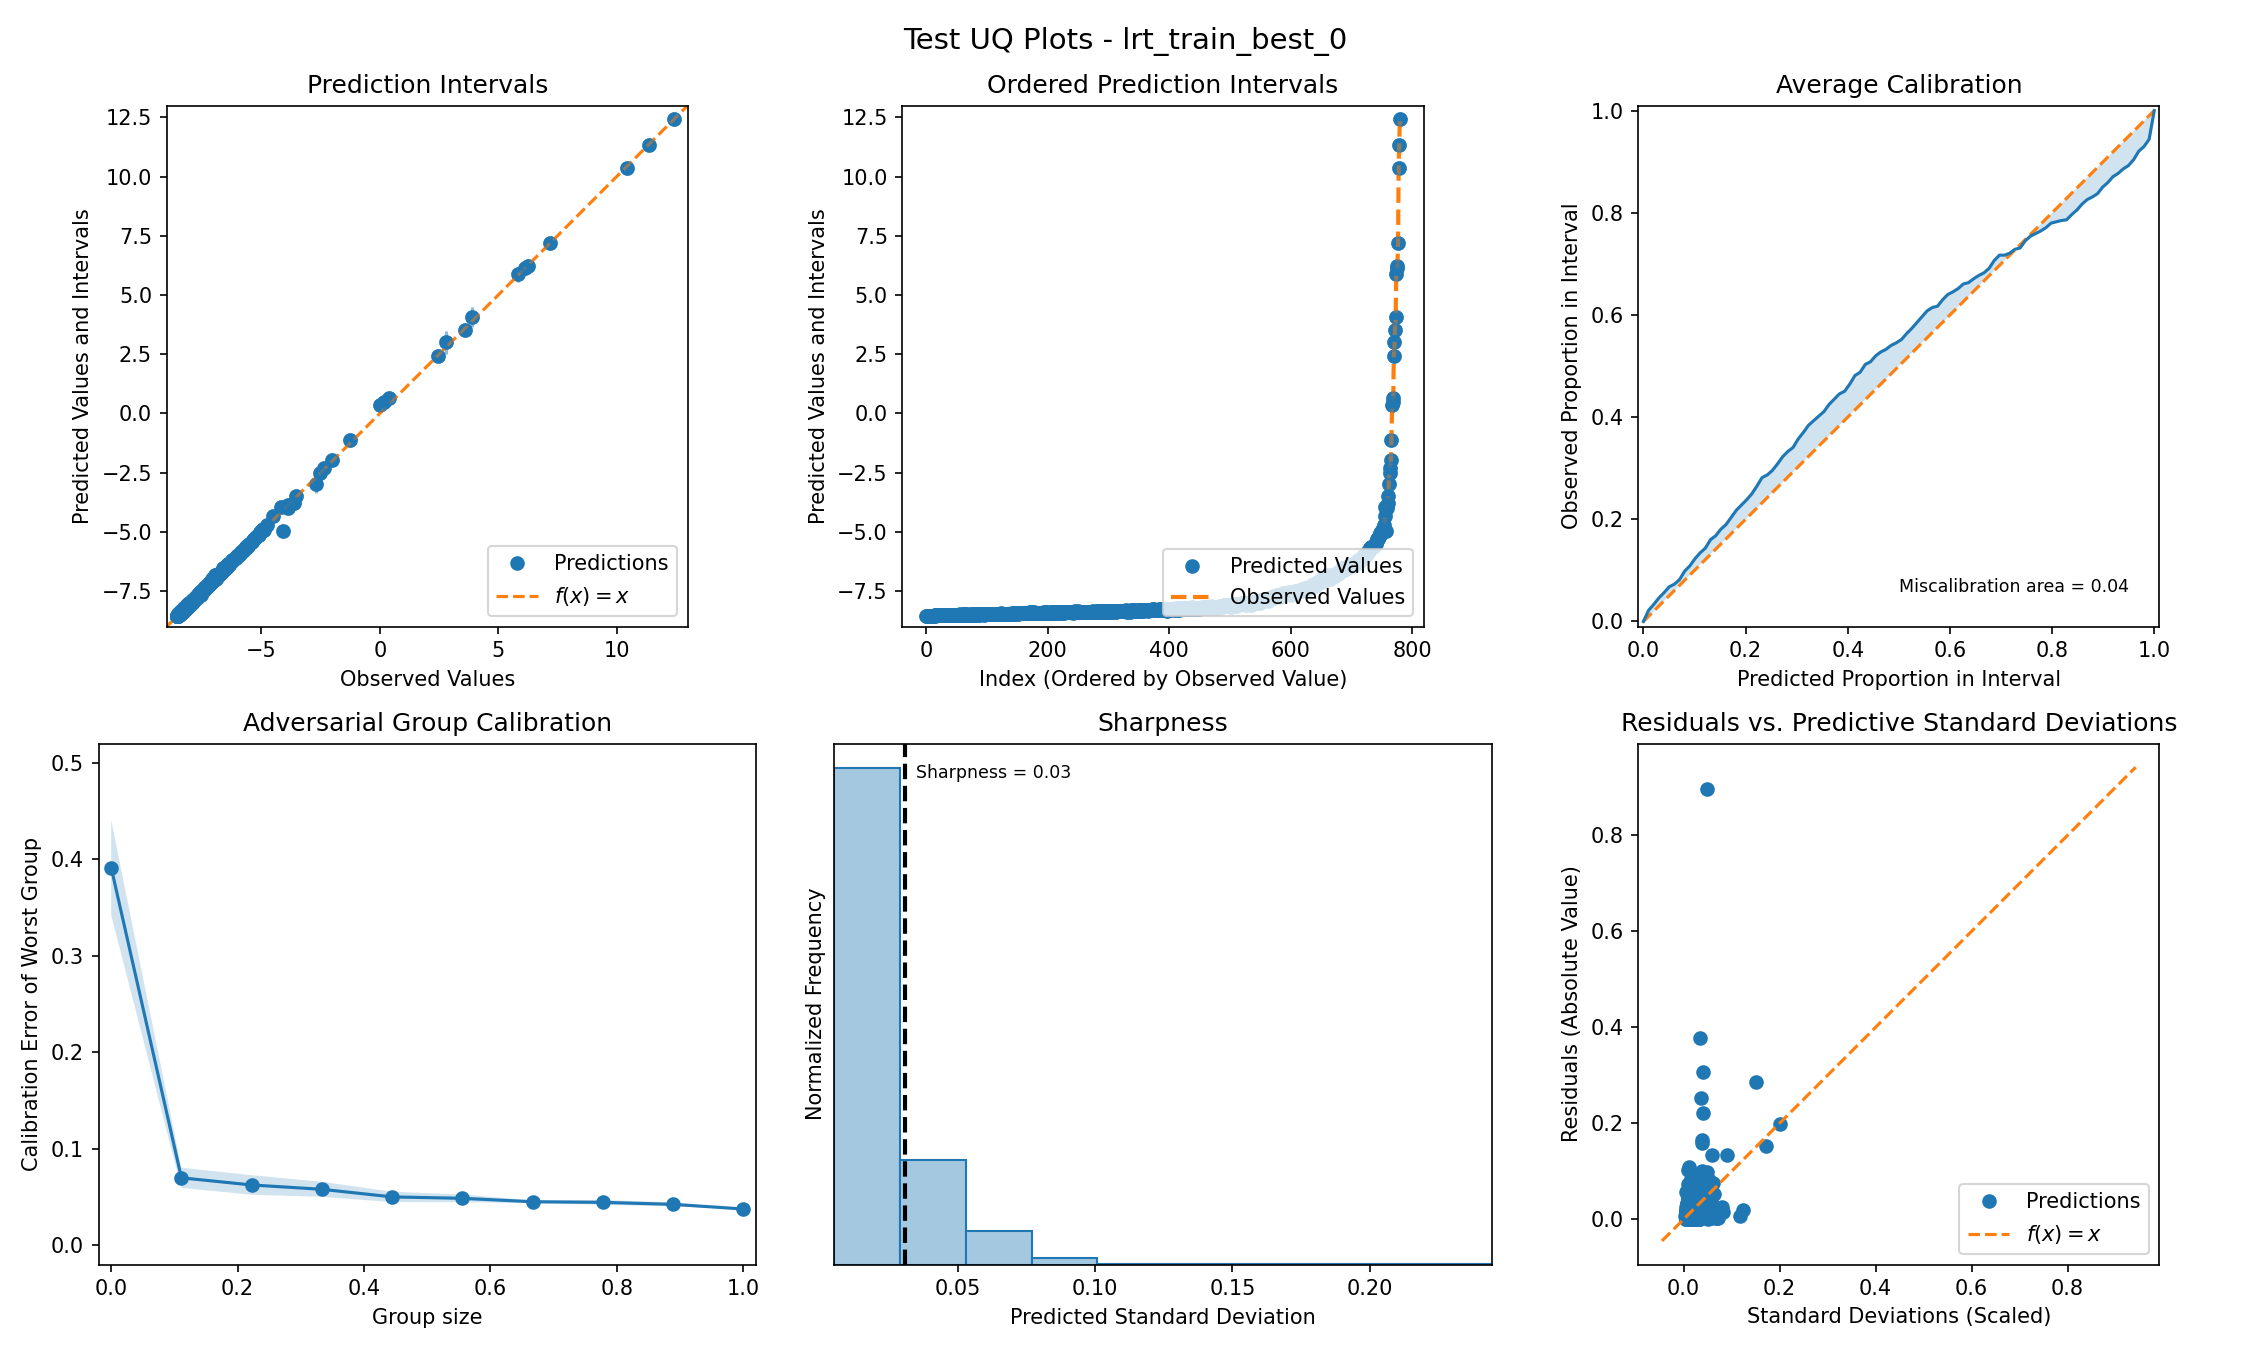 Test UQ Plots - lrt_train_best_0
Prediction Intervals
Predicted Values and Intervals
12.5
10.0
7.5
5.0
2.5
0.0
−2.5
−5.0
−7.5
−5
0
5
10
Observed Values
Predictions
f(x) = x
Ordered Prediction Intervals
Predicted Values and Intervals
12.5
10.0
7.5
5.0
2.5
0.0
−2.5
−5.0
−7.5
0
200
400
600
800
Index (Ordered by Observed Value)
Predicted Values
Observed Values
Average Calibration
Observed Proportion in Interval
1.0
0.8
0.6
0.4
0.2
0.0
0.0
0.2
0.4
0.6
0.8
1.0
Predicted Proportion in Interval
Miscalibration area = 0.04
Adversarial Group Calibration
Calibration Error of Worst Group
0.5
0.4
0.3
0.2
0.1
0.0
0.0
0.2
0.4
0.6
0.8
1.0
Group size
Sharpness
Normalized Frequency
Sharpness = 0.03
0.05
0.10
0.15
0.20
Predicted Standard Deviation
Residuals vs. Predictive Standard Deviations
Residuals (Absolute Value)
0.8
0.6
0.4
0.2
0.0
0.0
0.2
0.4
0.6
0.8
Standard Deviations (Scaled)
Predictions
f(x) = x